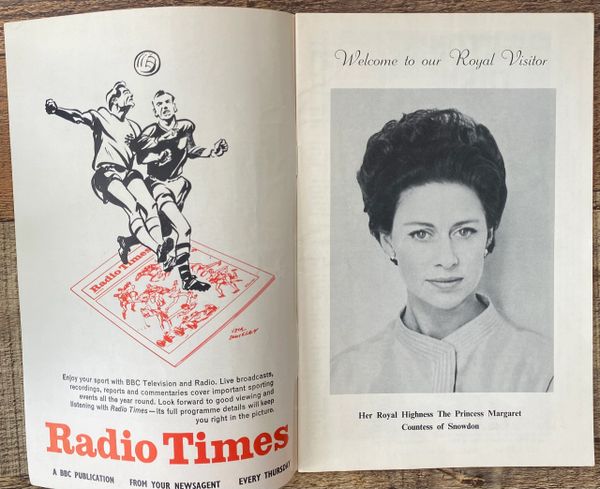 Radio Times
Enjoy your sport with BBC Television and Radio. Live broadcasts,
recordings, reports and commentaries cover important sporting
events all the year round. Look forward to good viewing and
listening with Radio Times—its full programme details will keep
you right in the picture.
Radio Times
A BBC PUBLICATION FROM YOUR NEWSAGENT EVERY THURSDAY
Welcome to our Royal Visitor
Her Royal Highness The Princess Margaret
Countess of Snowdon